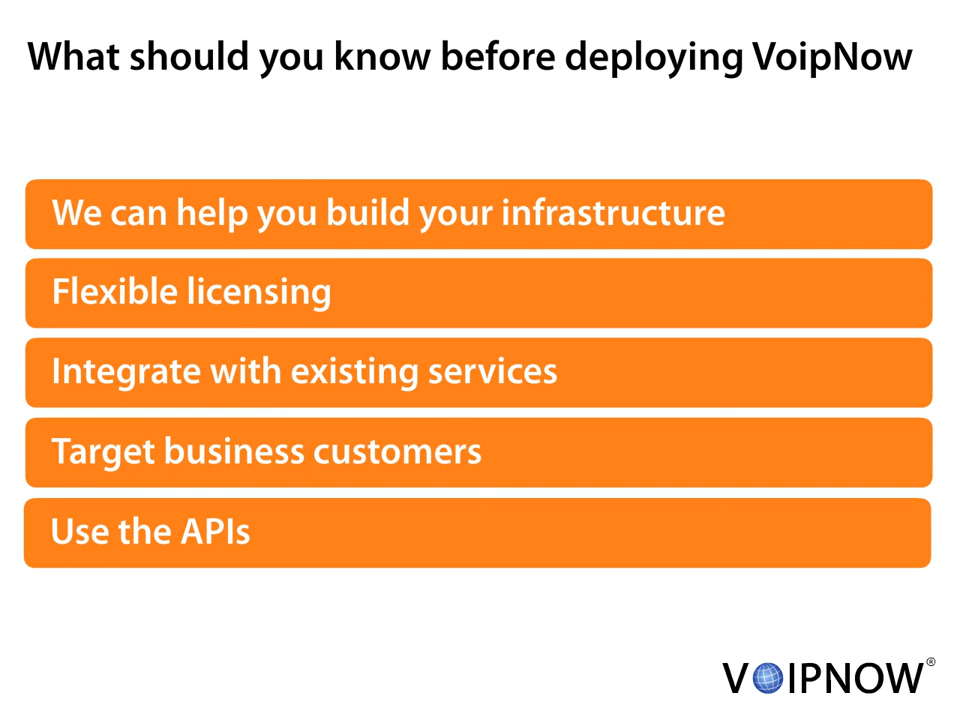 What should you know before deploying VoipNow
We can help you build your infrastructure
Flexible licensing
Integrate with existing services
Target business customers
Use the APIs
VOIPNOW®